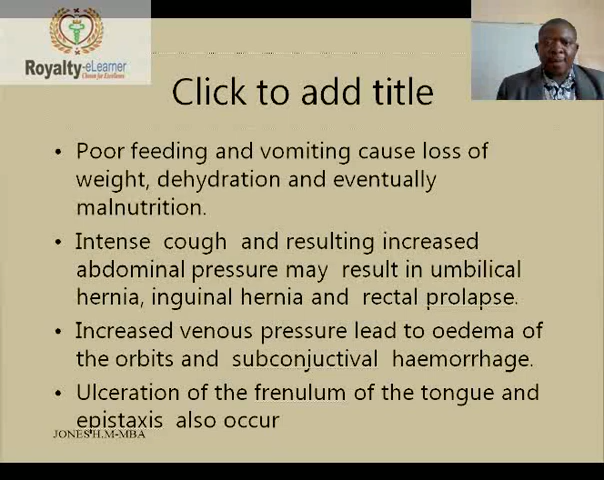 Royalty-eLearner
Chosen for Excellence
Click to add title
• Poor feeding and vomiting cause loss of
weight, dehydration and eventually
malnutrition.
• Intense cough and resulting increased
abdominal pressure may result in umbilical
hernia, inguinal hernia and rectal prolapse.
• Increased venous pressure lead to oedema of
the orbits and subconjuctival haemorrhage.
• Ulceration of the frenulum of the tongue and
epistaxis also occur
JONES H.M-MBA